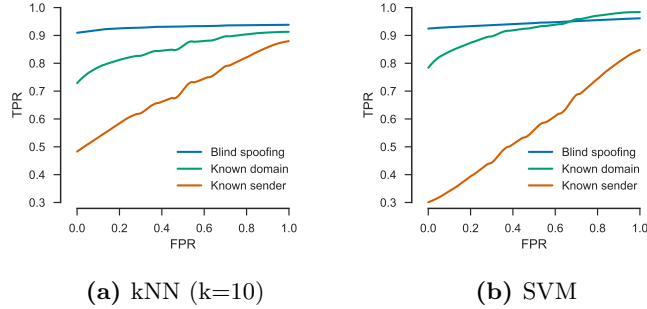 1.0
0.9
0.8
0.7
0.6
0.5
0.4
0.3
TPR
Blind spoofing
Known domain
Known sender
0.0 0.2 0.4 0.6 0.8 1.0
FPR
(a) kNN (k=10)
1.0
0.9
0.8
0.7
0.6
0.5
0.4
0.3
TPR
Blind spoofing
Known domain
Known sender
0.0 0.2 0.4 0.6 0.8 1.0
FPR
(b) SVM